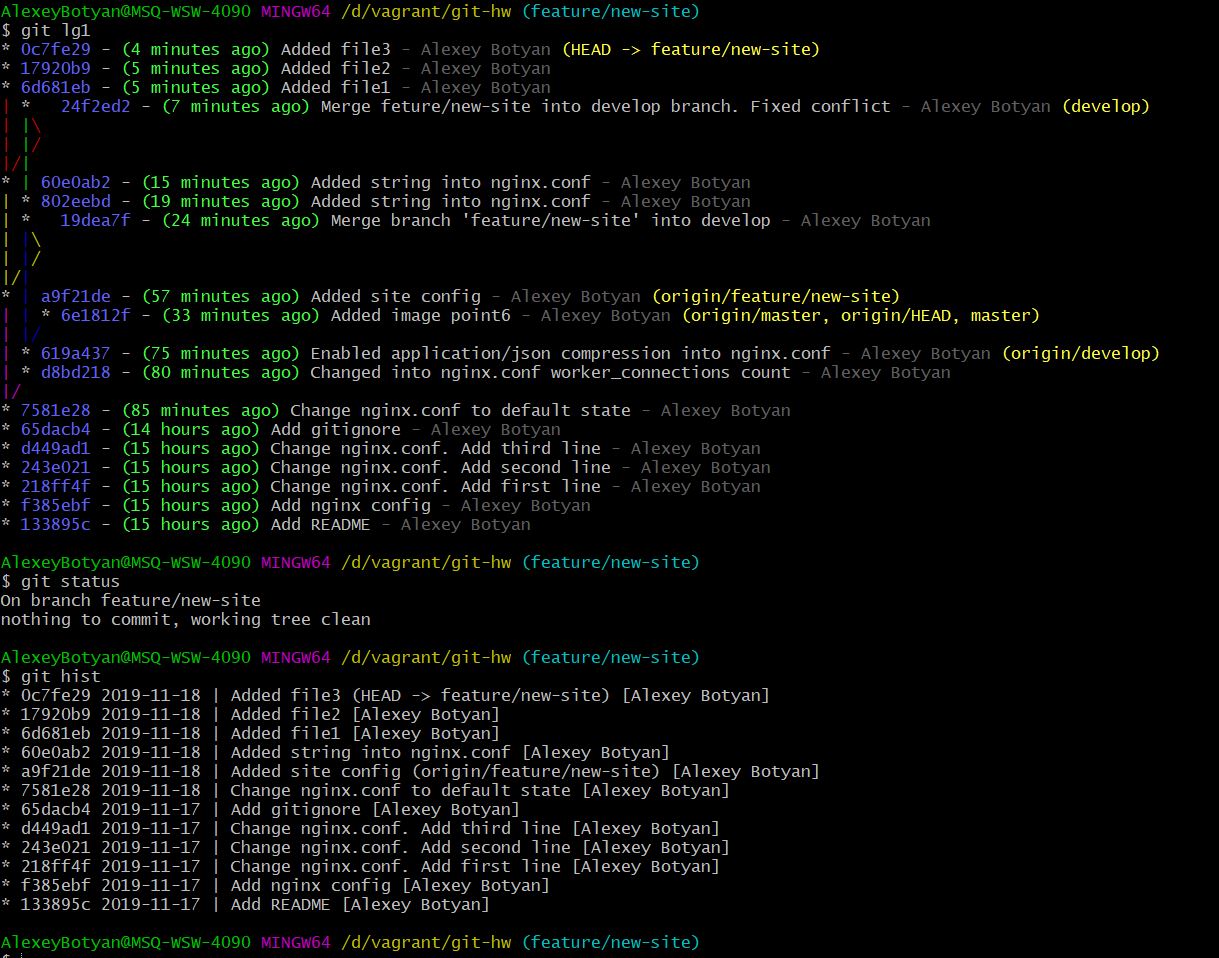 AlexeyBotyan@MSQ-WSW-4090 MINGW64 /d/vagrant/git-hw (feature/new-site)
$ git lg1
* 0c7fe29 - (4 minutes ago) Added file3 - Alexey Botyan (HEAD -> feature/new-site)
* 17920b9 - (5 minutes ago) Added file2 - Alexey Botyan
* 6d681eb - (5 minutes ago) Added file1 - Alexey Botyan
| *   24f2ed2 - (7 minutes ago) Merge feture/new-site into develop branch. Fixed conflict - Alexey Botyan (develop)
| |\
| |/
|/|
* | 60e0ab2 - (15 minutes ago) Added string into nginx.conf - Alexey Botyan
| * 802eebd - (19 minutes ago) Added string into nginx.conf - Alexey Botyan
| *   19dea7f - (24 minutes ago) Merge branch 'feature/new-site' into develop - Alexey Botyan
| |\
| |/
|/|
* | a9f21de - (57 minutes ago) Added site config - Alexey Botyan (origin/feature/new-site)
| | * 6e1812f - (33 minutes ago) Added image point6 - Alexey Botyan (origin/master, origin/HEAD, master)
| |/
| * 619a437 - (75 minutes ago) Enabled application/json compression into nginx.conf - Alexey Botyan (origin/develop)
| * d8bd218 - (80 minutes ago) Changed into nginx.conf worker_connections count - Alexey Botyan
|/
* 7581e28 - (85 minutes ago) Change nginx.conf to default state - Alexey Botyan
* 65dacb4 - (14 hours ago) Add gitignore - Alexey Botyan
* d449ad1 - (15 hours ago) Change nginx.conf. Add third line - Alexey Botyan
* 243e021 - (15 hours ago) Change nginx.conf. Add second line - Alexey Botyan
* 218ff4f - (15 hours ago) Change nginx.conf. Add first line - Alexey Botyan
* f385ebf - (15 hours ago) Add nginx config - Alexey Botyan
* 133895c - (15 hours ago) Add README - Alexey Botyan
AlexeyBotyan@MSQ-WSW-4090 MINGW64 /d/vagrant/git-hw (feature/new-site)
$ git status
On branch feature/new-site
nothing to commit, working tree clean
AlexeyBotyan@MSQ-WSW-4090 MINGW64 /d/vagrant/git-hw (feature/new-site)
$ git hist
* 0c7fe29 2019-11-18 | Added file3 (HEAD -> feature/new-site) [Alexey Botyan]
* 17920b9 2019-11-18 | Added file2 [Alexey Botyan]
* 6d681eb 2019-11-18 | Added file1 [Alexey Botyan]
* 60e0ab2 2019-11-18 | Added string into nginx.conf [Alexey Botyan]
* a9f21de 2019-11-18 | Added site config (origin/feature/new-site) [Alexey Botyan]
* 7581e28 2019-11-18 | Change nginx.conf to default state [Alexey Botyan]
* 65dacb4 2019-11-17 | Add gitignore [Alexey Botyan]
* d449ad1 2019-11-17 | Change nginx.conf. Add third line [Alexey Botyan]
* 243e021 2019-11-17 | Change nginx.conf. Add second line [Alexey Botyan]
* 218ff4f 2019-11-17 | Change nginx.conf. Add first line [Alexey Botyan]
* f385ebf 2019-11-17 | Add nginx config [Alexey Botyan]
* 133895c 2019-11-17 | Add README [Alexey Botyan]
AlexeyBotyan@MSQ-WSW-4090 MINGW64 /d/vagrant/git-hw (feature/new-site)
$